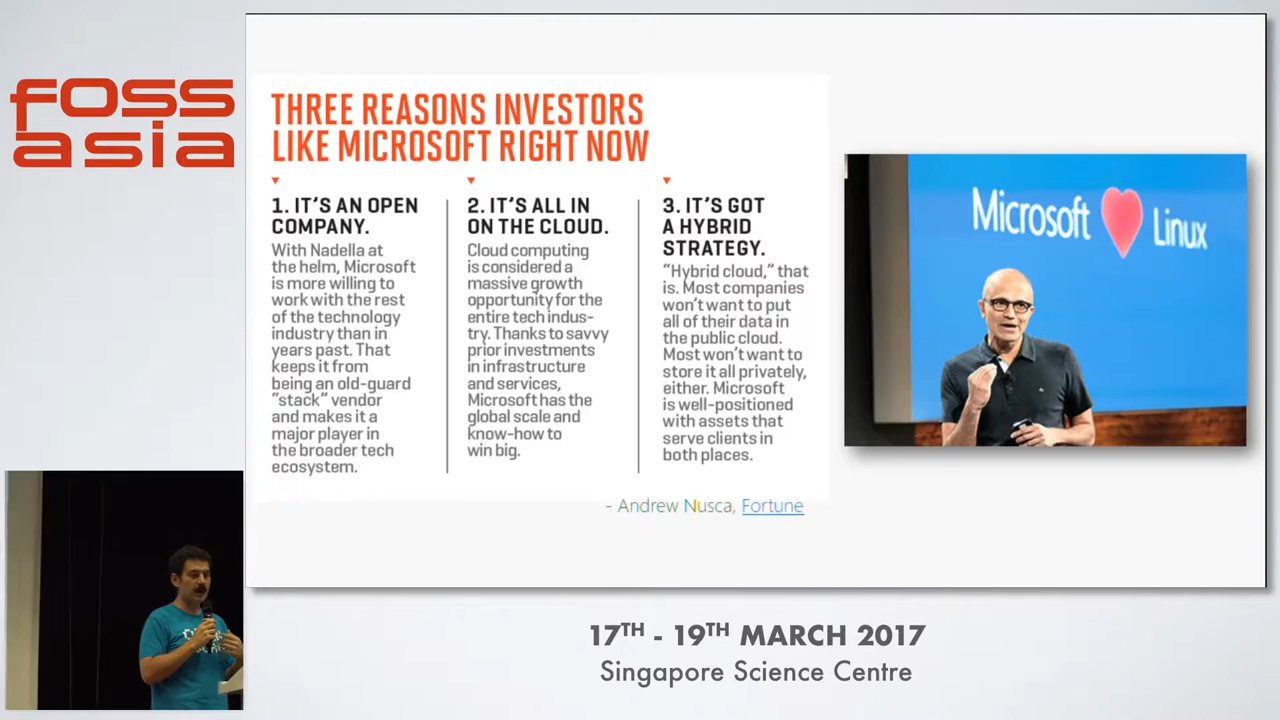 foss
asia
THREE REASONS INVESTORS
LIKE MICROSOFT RIGHT NOW
1. IT'S AN OPEN
COMPANY.
With Nadella at
the helm, Microsoft
is more willing to
work with the rest
of the technology
industry than in
years past. That
keeps it from
being an old-guard
“stack” vendor
and makes it a
major player in
the broader tech
ecosystem.
2. IT'S ALL IN
ON THE CLOUD.
Cloud computing
is considered a
massive growth
opportunity for the
entire tech indus-
try. Thanks to savvy
prior investments
in infrastructure
and services,
Microsoft has the
global scale and
know-how to
win big.
3. IT'S GOT
A HYBRID
STRATEGY.
“Hybrid cloud,” that
is. Most companies
won't want to put
all of their data in
the public cloud.
Most won't want to
store it all privately,
either. Microsoft
is well-positioned
with assets that
serve clients in
both places.
- Andrew Nusca, Fortune
Microsoft Linux
17TH - 19TH MARCH 2017
Singapore Science Centre